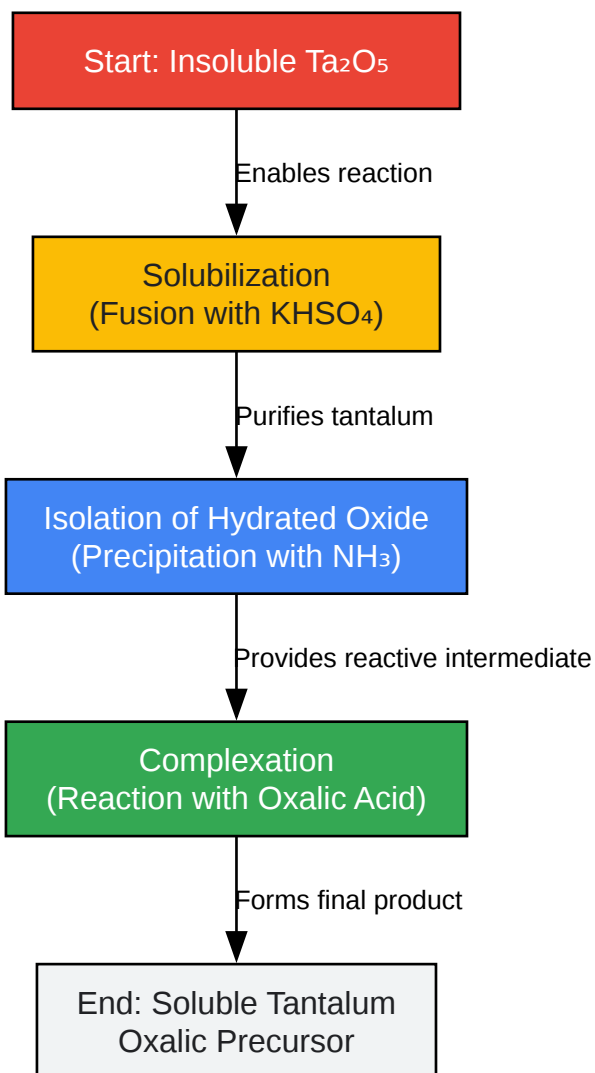 Start: Insoluble Ta₂O₅
Enables reaction
Solubilization
(Fusion with KHSO₄)
Purifies tantalum
Isolation of Hydrated Oxide
(Precipitation with NH₃)
Provides reactive intermediate
Complexation
(Reaction with Oxalic Acid)
Forms final product
End: Soluble Tantalum
Oxalic Precursor